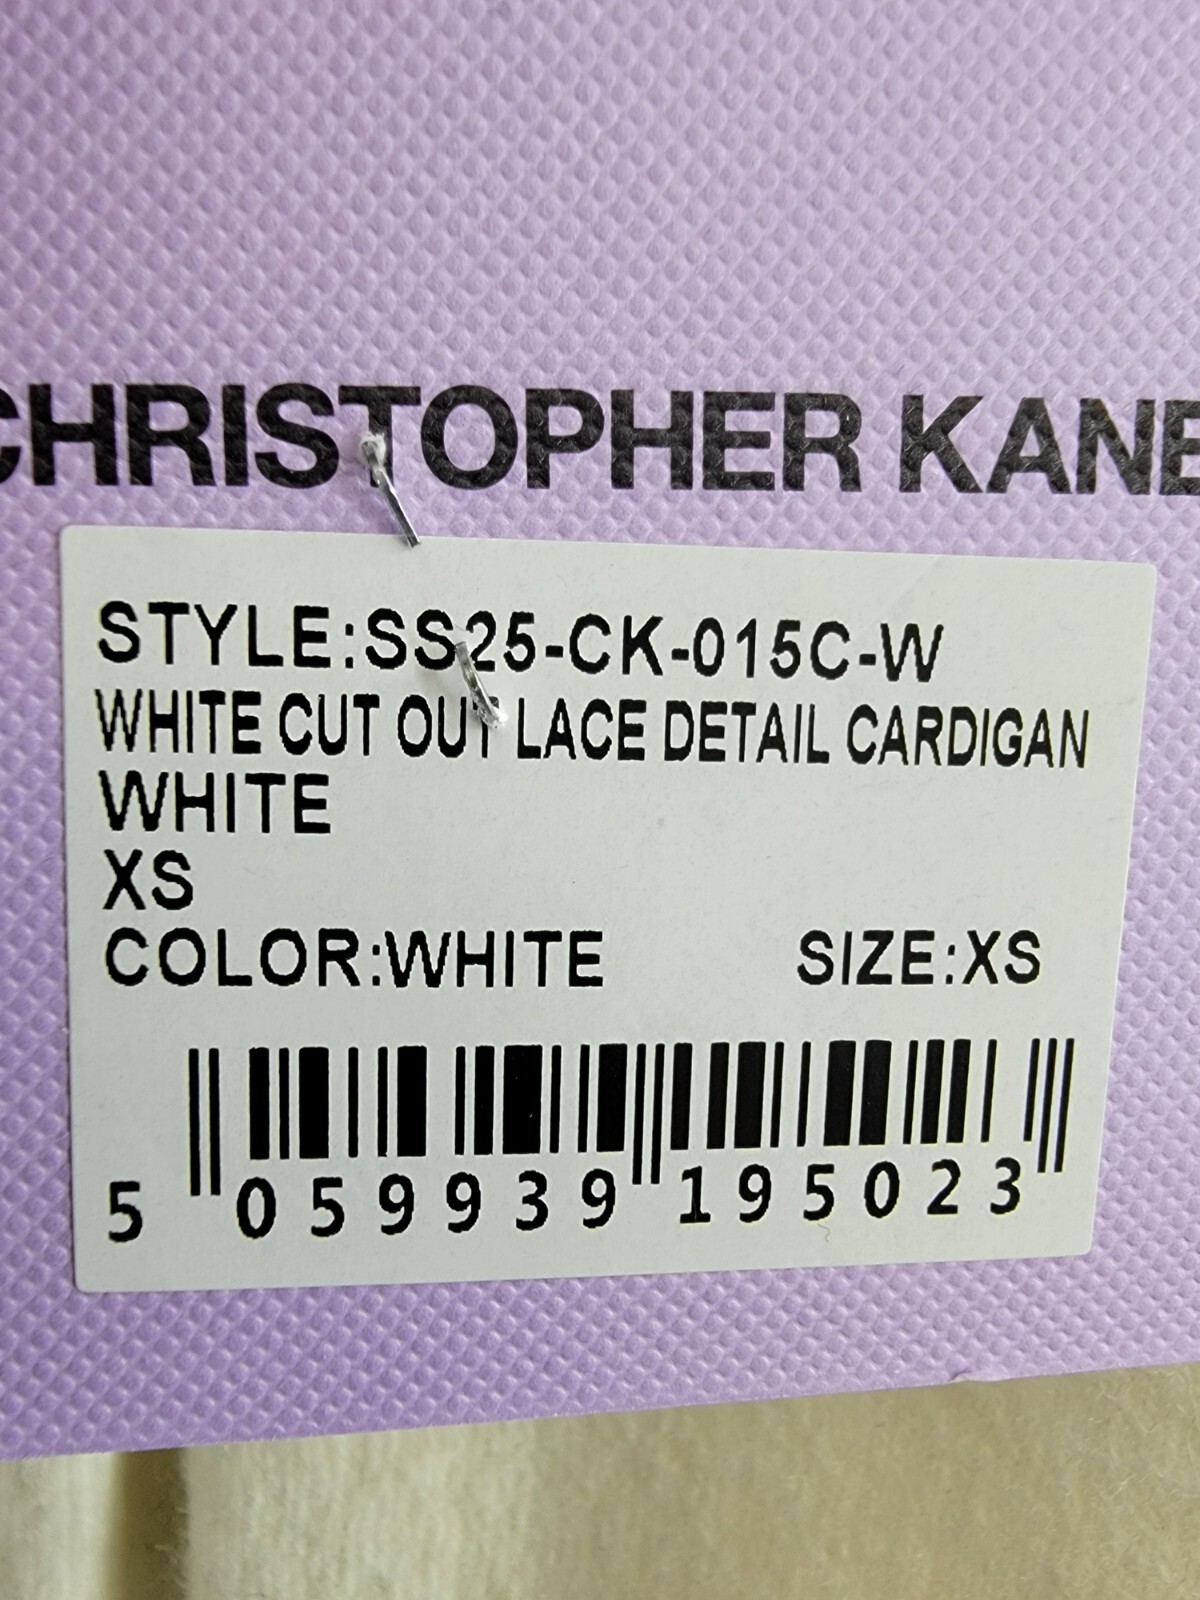 CHRISTOPHER KANE
STYLE:SS25-CK-015C-W
WHITE CUT OUT LACE DETAIL CARDIGAN
WHITE
XS
COLOR:WHITE SIZE:XS
5 059939 195023